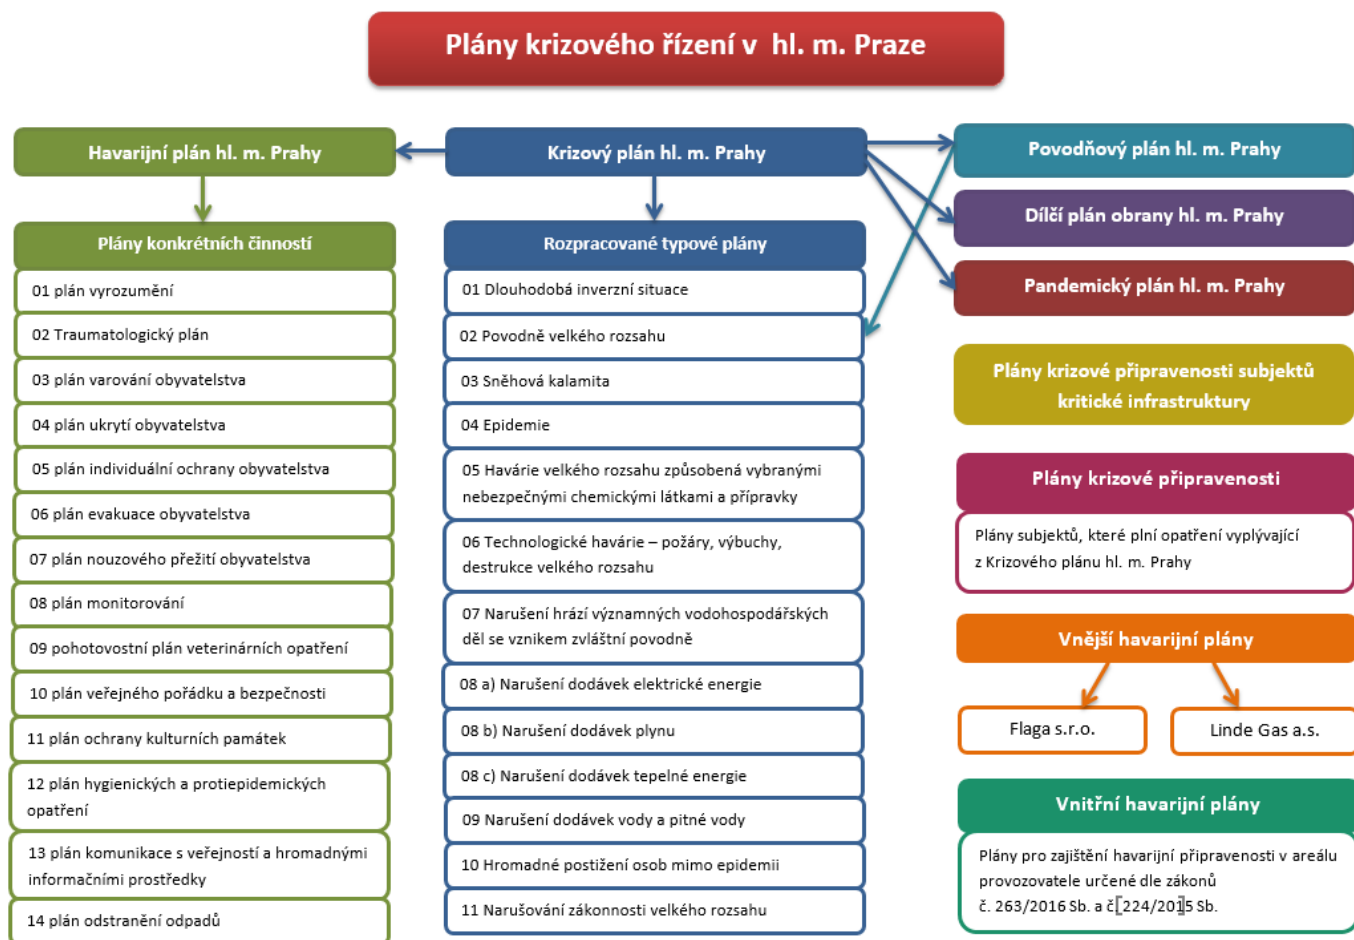 Plány krizového řízení v hl. m. Praze
Havarijní plán hl. m. Prahy
Plány konkrétních činností
01 plán vyrozumění
02 Traumatologický plán
03 plán varování obyvatelstva
04 plán ukrytí obyvatelstva
05 plán individuální ochrany obyvatelstva
06 plán evakuace obyvatelstva
07 plán nouzového přežití obyvatelstva
08 plán monitorování
09 pohotovostní plán veterinárních opatření
10 plán veřejného pořádku a bezpečnosti
11 plán ochrany kulturních památek
12 plán hygienických a protiepidemických
opatření
13 plán komunikace s veřejností a hromadnými
informačními prostředky
14 plán odstranění odpadů
Krizový plán hl. m. Prahy
Rozpracované typové plány
01 Dlouhodobá inverzní situace
02 Povodně velkého rozsahu
03 Sněhová kalamita
04 Epidemie
05 Havárie velkého rozsahu způsobená vybranými
nebezpečnými chemickými látkami a přípravky
06 Technologické havárie – požáry, výbuchy,
destrukce velkého rozsahu
07 Narušení hrází významných vodohospodářských
děl se vznikem zvláštní povodně
08 a) Narušení dodávek elektrické energie
08 b) Narušení dodávek plynu
08 c) Narušení dodávek tepelné energie
09 Narušení dodávek vody a pitné vody
10 Hromadné postižení osob mimo epidemii
11 Narušování zákonnosti velkého rozsahu
Povodňový plán hl. m. Prahy
Dílčí plán obrany hl. m. Prahy
Pandemický plán hl. m. Prahy
Plány krizové připravenosti subjektů
kritické infrastruktury
Plány krizové připravenosti
Plány subjektů, které plní opatření vyplývající
z Krizového plánu hl. m. Prahy
Vnější havarijní plány
Flaga s.r.o.
Linde Gas a.s.
Vnitřní havarijní plány
Plány pro zajištění havarijní připravenosti v areálu
provozovatele určené dle zákonů
č. 263/2016 Sb. a č[224/2015 Sb.